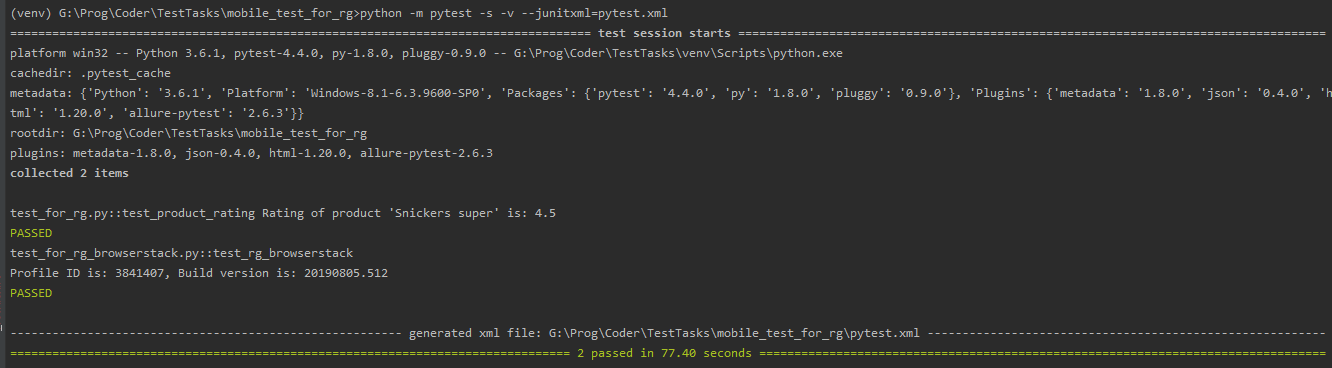 (venv) G:\Prog\Coder\TestTasks\mobile_test_for_rg>python -m pytest -s -v --junitxml=pytest.xml
=================================================================================== test session starts ====================================================================================
platform win32 -- Python 3.6.1, pytest-4.4.0, py-1.8.0, pluggy-0.9.0 -- G:\Prog\Coder\TestTasks\venv\Scripts\python.exe
cachedir: .pytest_cache
metadata: {'Python': '3.6.1', 'Platform': 'Windows-8.1-6.3.9600-SP0', 'Packages': {'pytest': '4.4.0', 'py': '1.8.0', 'pluggy': '0.9.0'}, 'Plugins': {'metadata': '1.8.0', 'json': '0.4.0', 'h
tml': '1.20.0', 'allure-pytest': '2.6.3'}}
rootdir: G:\Prog\Coder\TestTasks\mobile_test_for_rg
plugins: metadata-1.8.0, json-0.4.0, html-1.20.0, allure-pytest-2.6.3
collected 2 items
test_for_rg.py::test_product_rating Rating of product 'Snickers super' is: 4.5
PASSED
test_for_rg_browserstack.py::test_rg_browserstack
Profile ID is: 3841407, Build version is: 20190805.512
PASSED
-------------------------------------------------------- generated xml file: G:\Prog\Coder\TestTasks\mobile_test_for_rg\pytest.xml ---------------------------------------------------------
================================================================================ 2 passed in 77.40 seconds =================================================================================